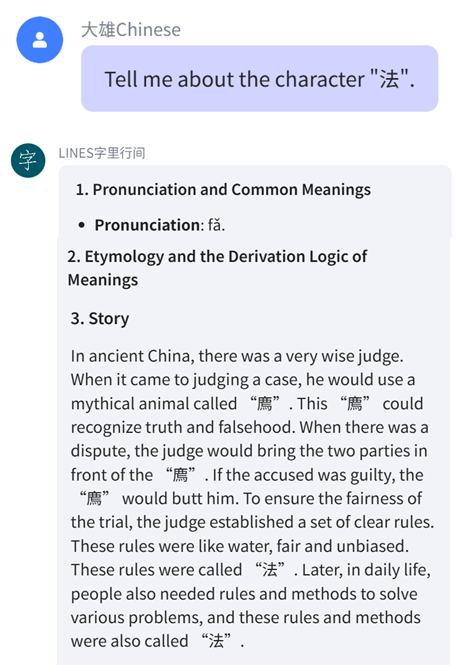 大雄Chinese
Tell me about the character "法".
字
LINES字里行间
1. Pronunciation and Common Meanings
• Pronunciation: fǎ.
2. Etymology and the Derivation Logic of
Meanings
3. Story
In ancient China, there was a very wise judge.
When it came to judging a case, he would use a
mythical animal called “廌”. This “廌” could
recognize truth and falsehood. When there was a
dispute, the judge would bring the two parties in
front of the “廌”. If the accused was guilty, the
“廌” would butt him. To ensure the fairness of
the trial, the judge established a set of clear rules.
These rules were like water, fair and unbiased.
These rules were called “法”. Later, in daily life,
people also needed rules and methods to solve
various problems, and these rules and methods
were also called “法”.